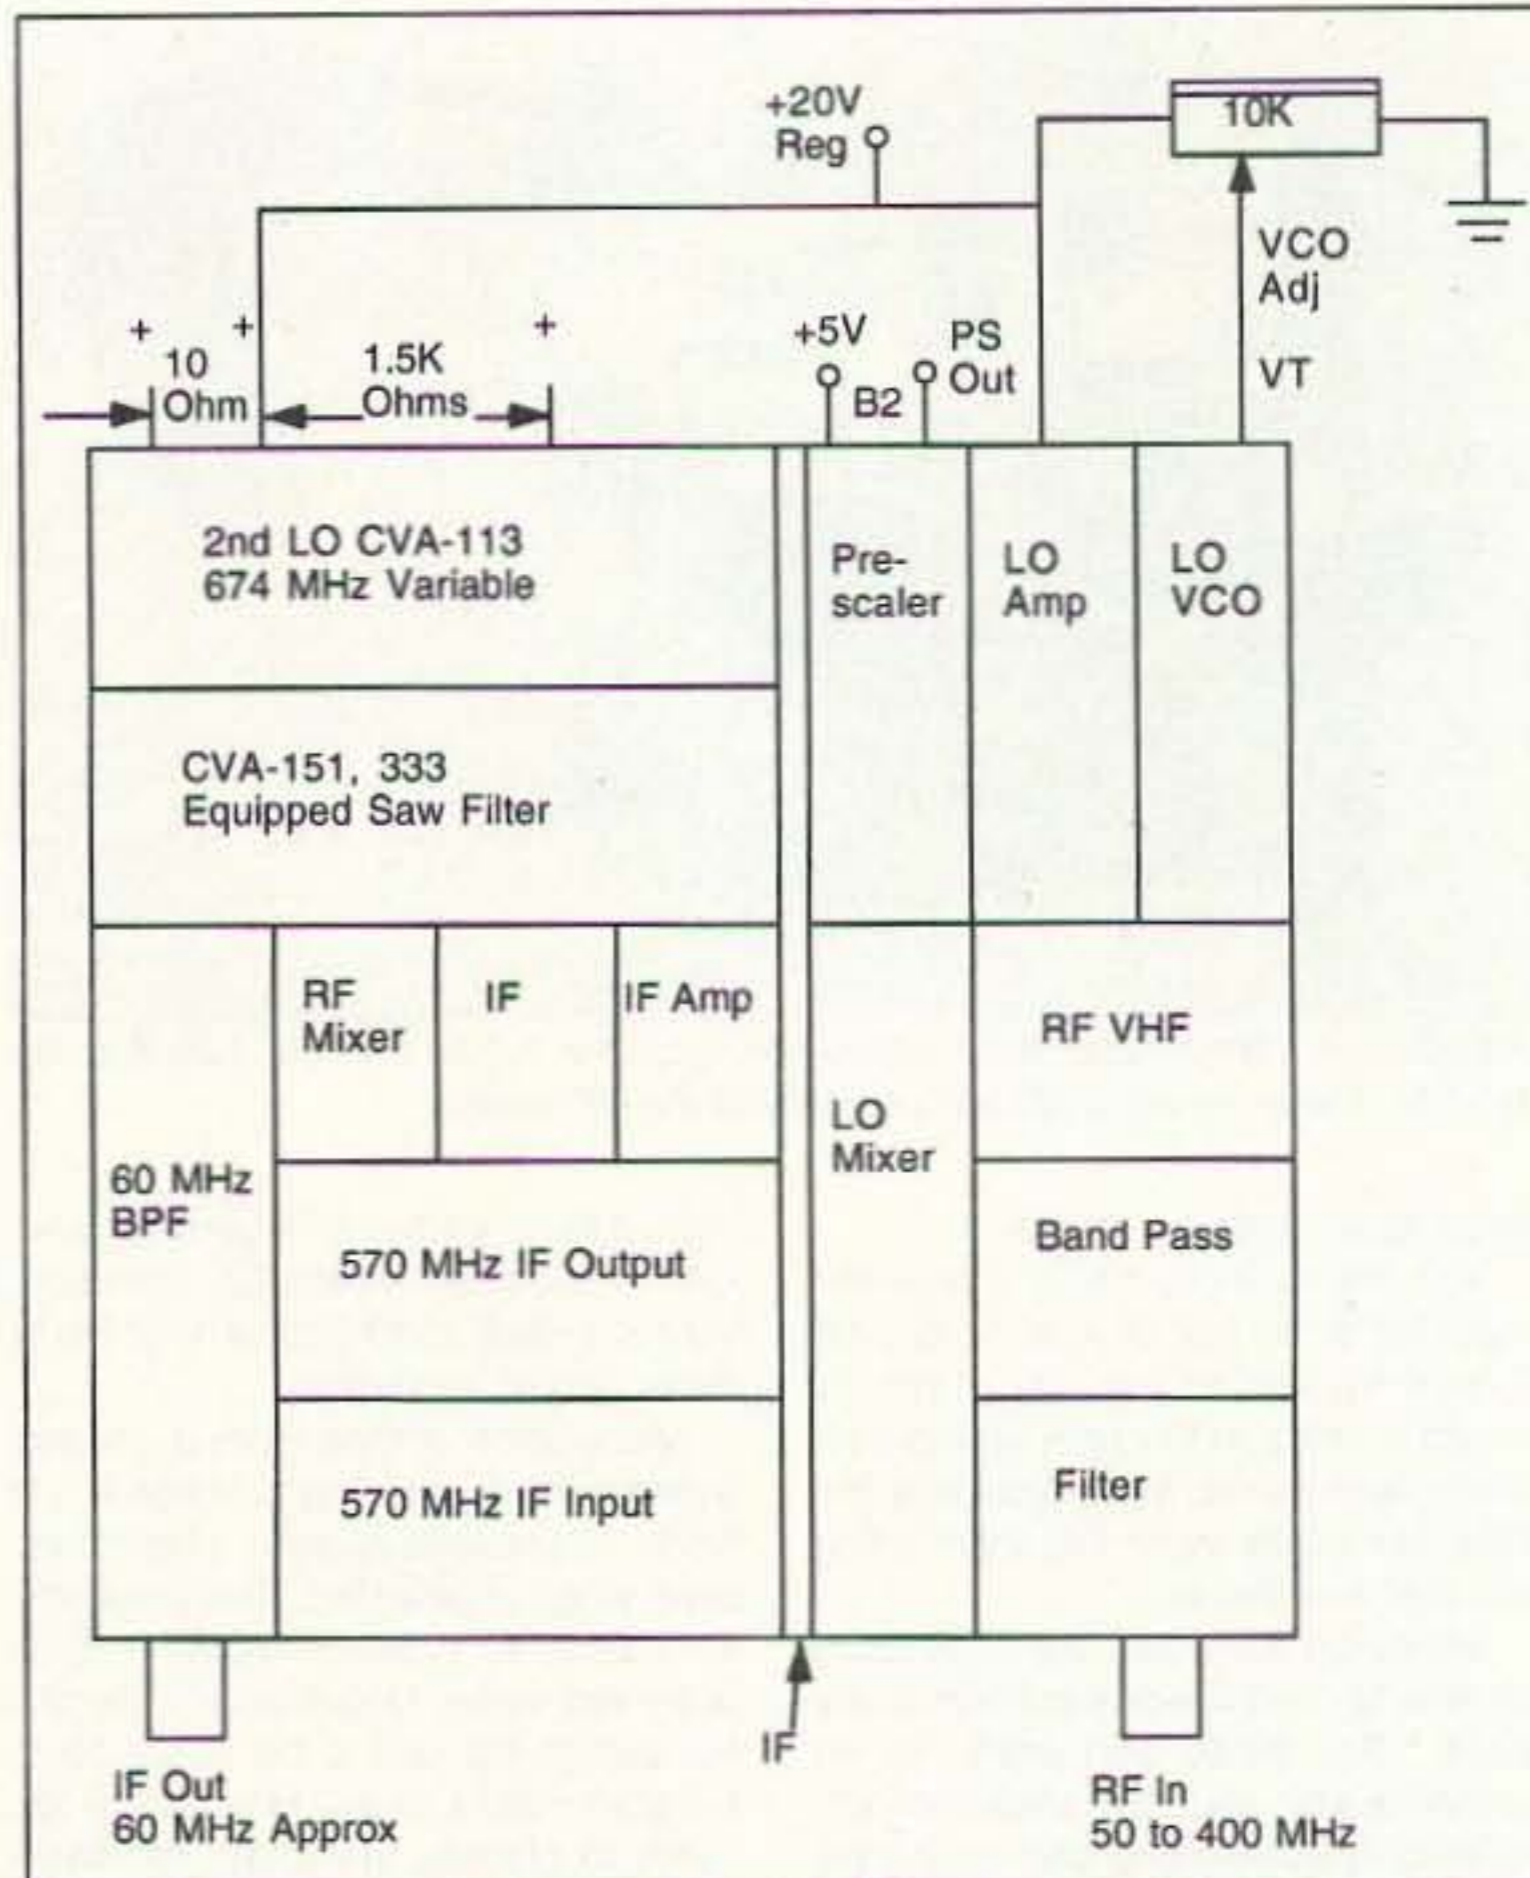 +20V
Reg
10K
VCO
Adj
VT
+
+
+
10
Ohm
1.5K
Ohms
+5V
B2
PS
Out
2nd LO CVA-113
674 MHz Variable
Pre-
scaler
LO
Amp
LO
VCO
CVA-151, 333
Equipped Saw Filter
RF
Mixer
IF
IF Amp
RF VHF
LO
Mixer
60 MHz
BPF
570 MHz IF Output
Band Pass
570 MHz IF Input
Filter
IF
IF Out
60 MHz Approx
RF In
50 to 400 MHz